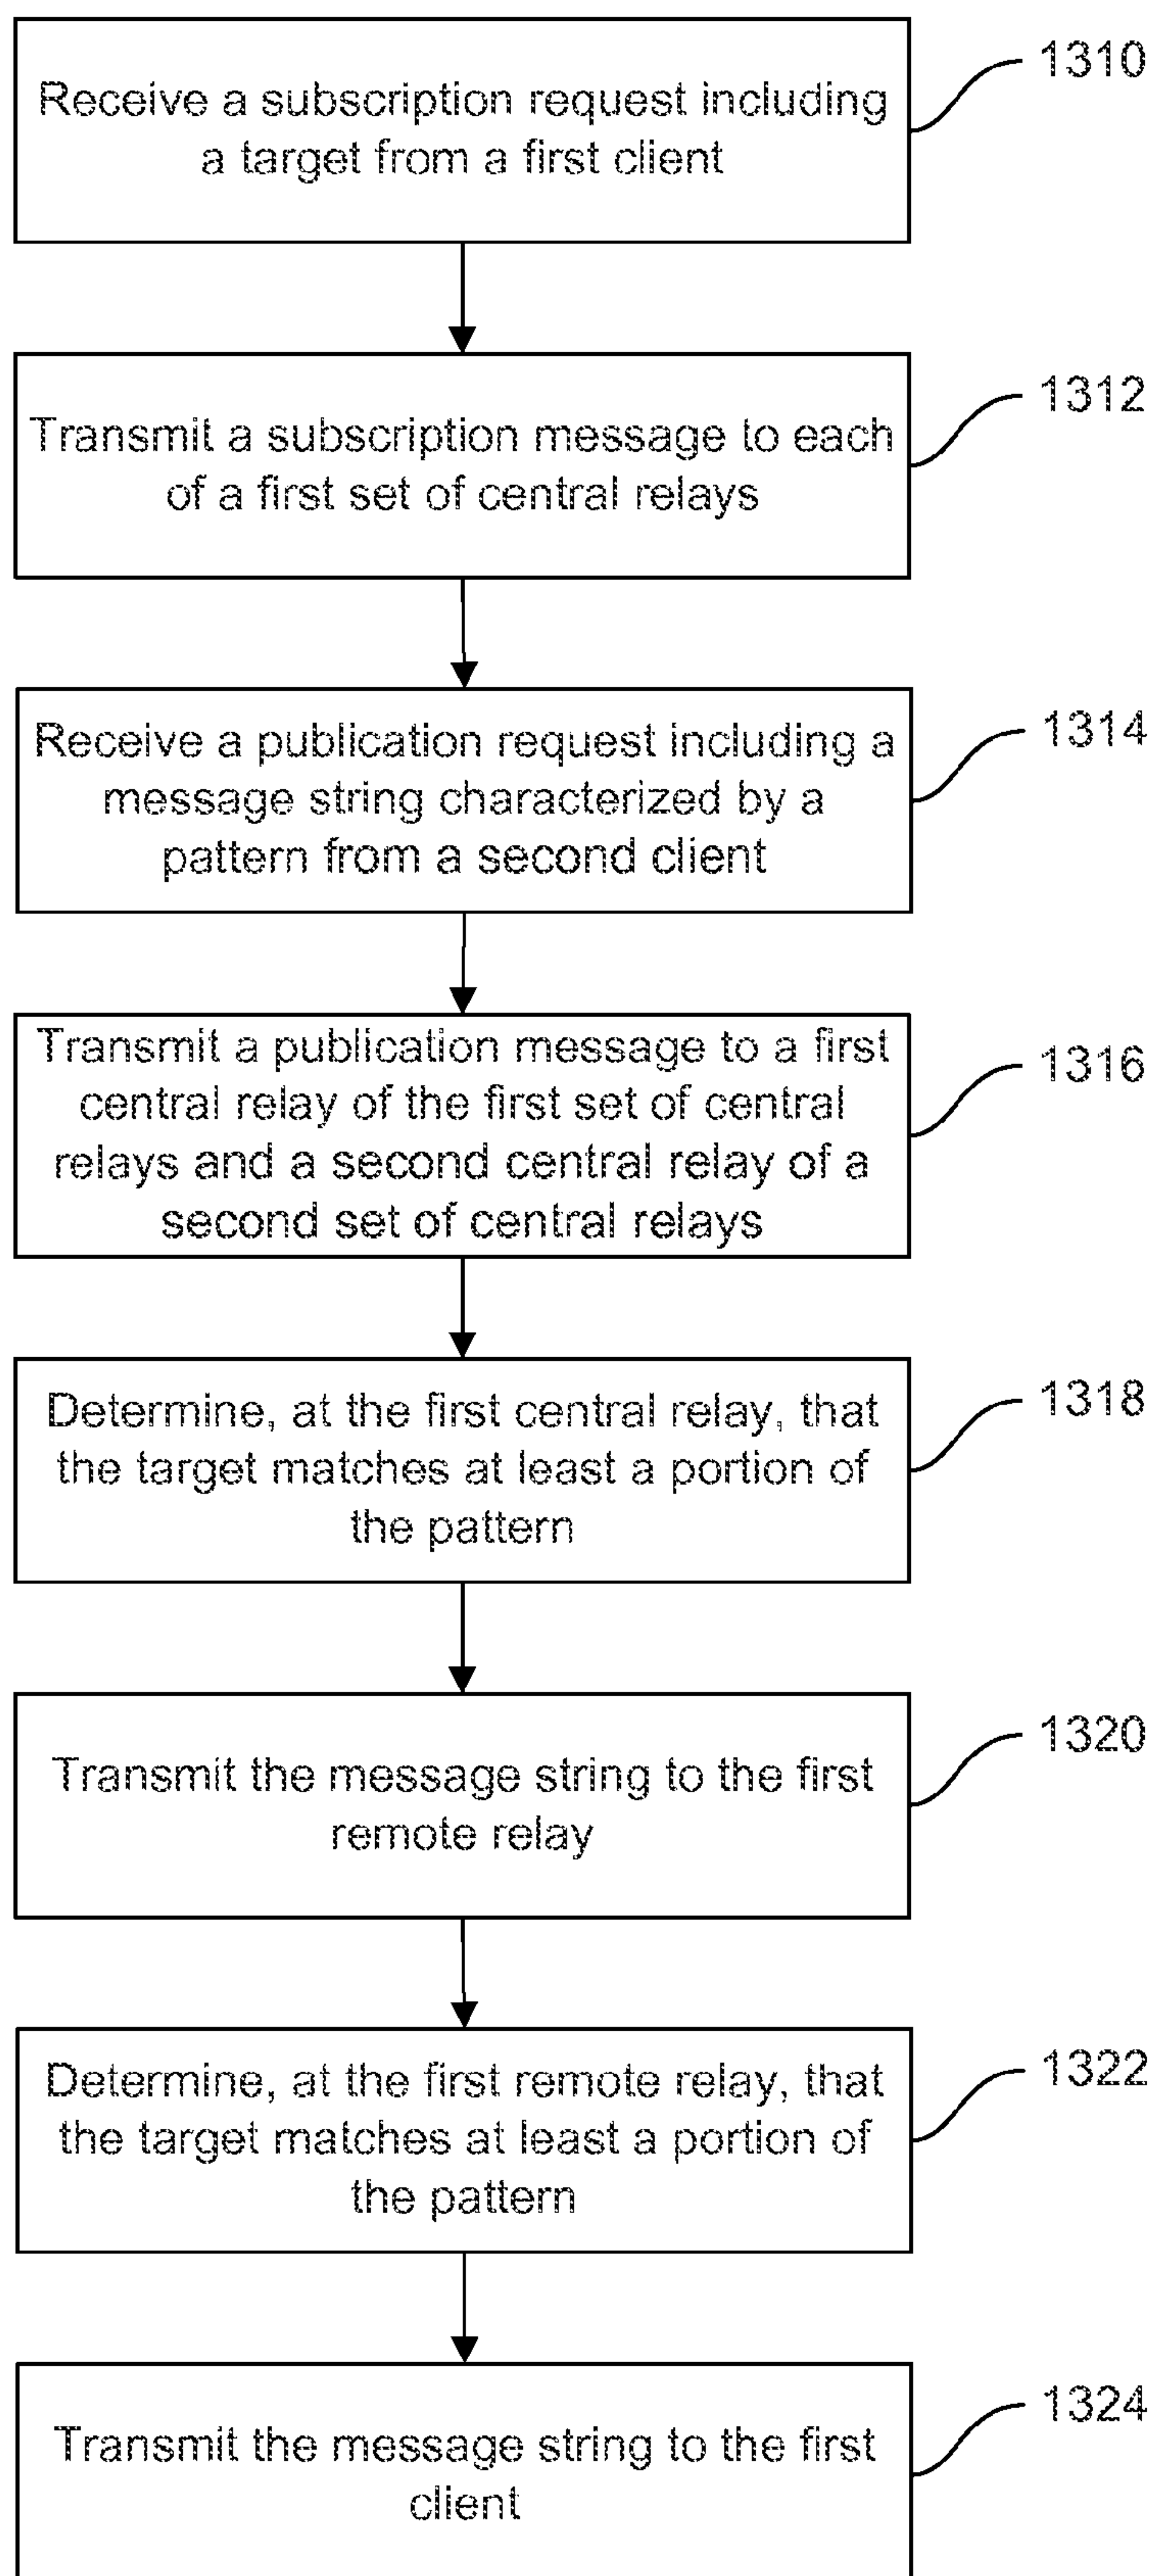 Receive a subscription request including
a target from a first client
1310
Transmit a subscription message to each
of a first set of central relays
1312
Receive a publication request including a
message string characterized by a
pattern from a second client
1314
Transmit a publication message to a first
central relay of the first set of central
relays and a second central relay of a
second set of central relays
1316
Determine, at the first central relay, that
the target matches at least a portion of
the pattern
1318
Transmit the message string to the first
remote relay
1320
Determine, at the first remote relay, that
the target matches at least a portion of
the pattern
1322
Transmit the message string to the first
client
1324